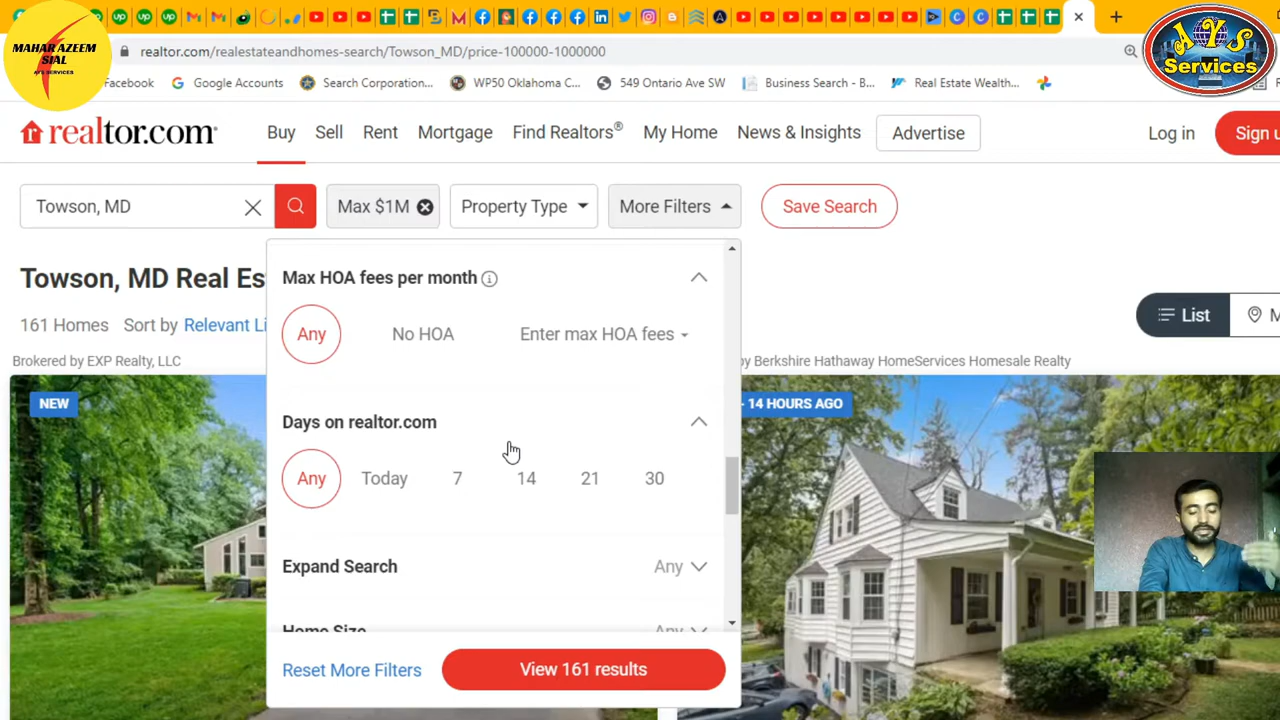 MAHAR AZEEM
SIAL
AYS SERVICES
AYS
Services
realtor.com/realestateandhomes-search/Towson_MD/price-100000-1000000
Facebook
Google Accounts
Search Corporation...
WP50 Oklahoma C...
549 Ontario Ave SW
Business Search - B...
Real Estate Wealth...
realtor.com®
Buy
Sell
Rent
Mortgage
Find Realtors®
My Home
News & Insights
Advertise
Log in
Sign u
Towson, MD
Max $1M
Property Type
More Filters
Save Search
Towson, MD Real Es
161 Homes
Sort by Relevant Li
List
M
Brokered by EXP Realty, LLC
by Berkshire Hathaway HomeServices Homesale Realty
NEW
- 14 HOURS AGO
Max HOA fees per month
Any
No HOA
Enter max HOA fees
Days on realtor.com
Any
Today
7
14
21
30
Expand Search
Any
Home Size
Any
Reset More Filters
View 161 results